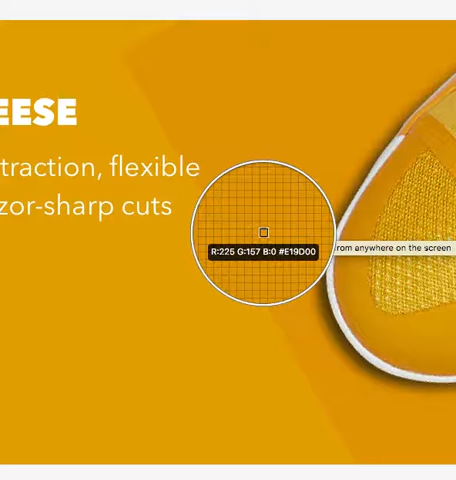 EESE
traction, flexible
zor-sharp cuts
R:225 G:157 B:0 #E19D00
rom anywhere on the screen